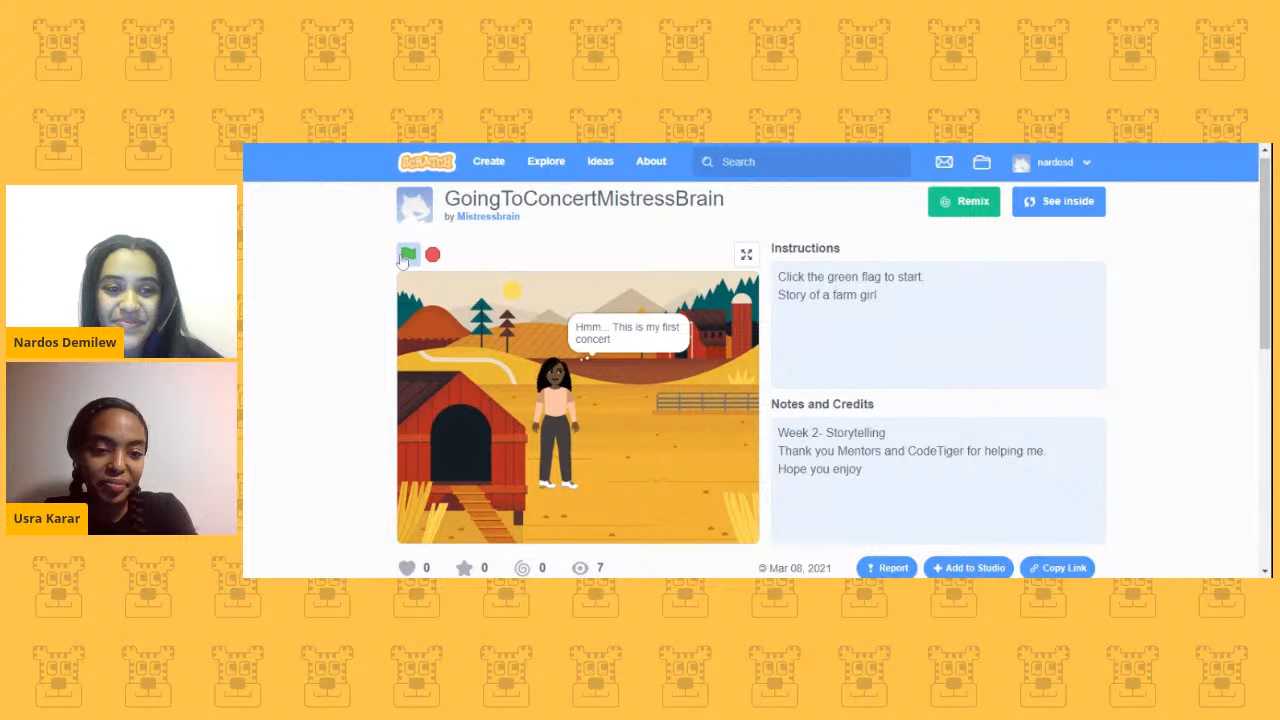 SCRATCH
Create
Explore
Ideas
About
Search
nardosd
GoingToConcertMistressBrain
by Mistressbrain
Remix
See inside
Instructions
Click the green flag to start.
Story of a farm girl
Hmm... This is my first
concert
Notes and Credits
Week 2- Storytelling
Thank you Mentors and CodeTiger for helping me.
Hope you enjoy
0
0
0
7
© Mar 08, 2021
Report
Add to Studio
Copy Link
Nardos Demilew
Usra Karar